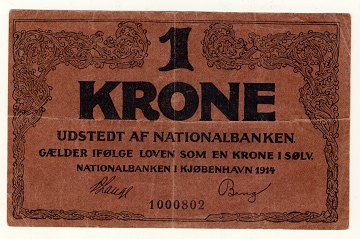 1
KRONE
UDSTEDT AF NATIONALBANKEN.
GÆLDER IFØLGE LOVEN SOM EN KRONE I SØLV.
NATIONALBANKEN I KJØBENHAVN 1914
1000802